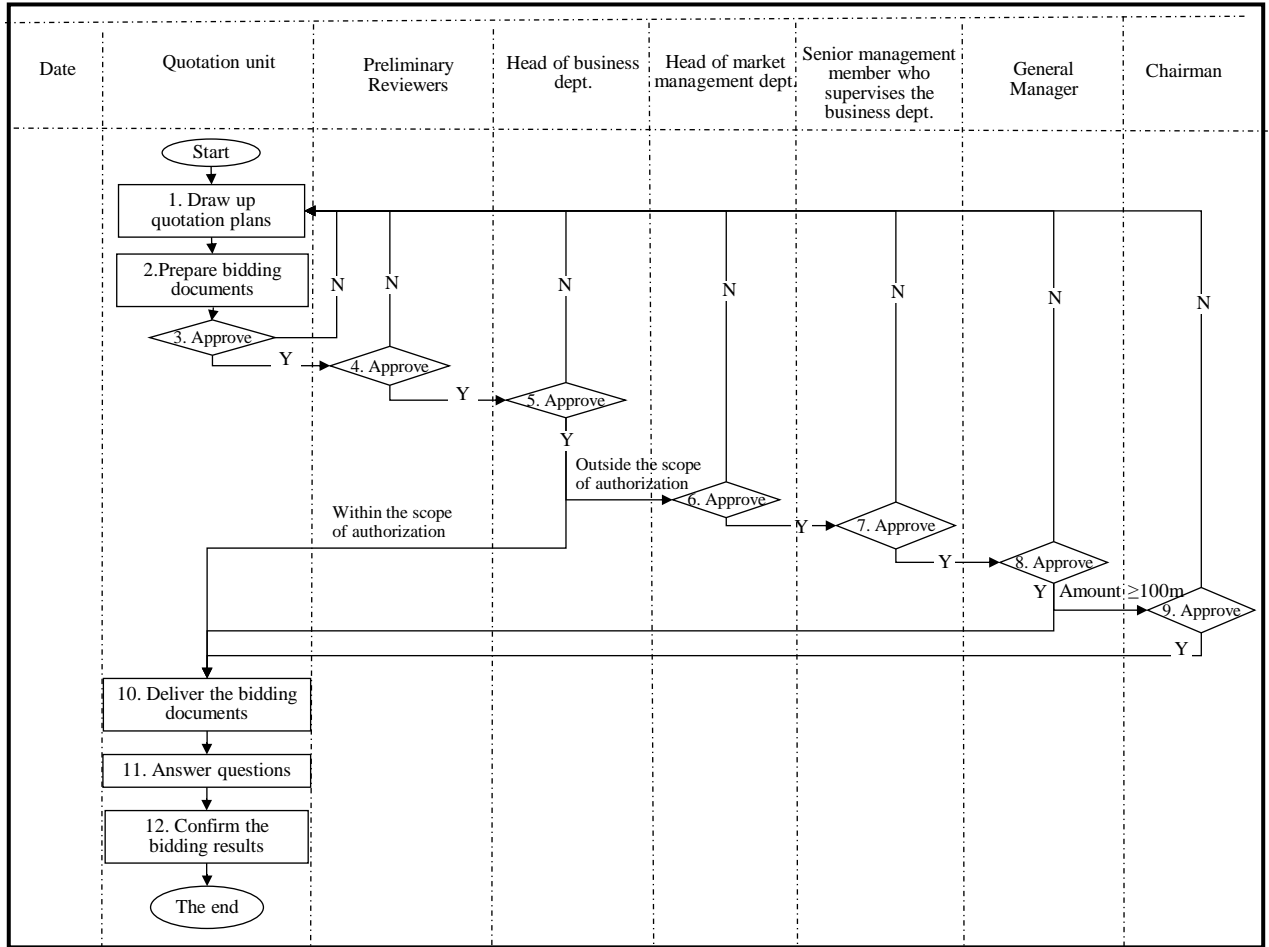 Date
Quotation unit
Preliminary
Reviewers
Head of business
dept.
Head of market
management dept.
Senior management
member who
supervises the
business dept.
General
Manager
Chairman
Start
1. Draw up
quotation plans
2.Prepare bidding
documents
N
N
N
N
N
N
N
3. Approve
Y
4. Approve
Y
5. Approve
Y
Outside the scope
of authorization
6. Approve
Within the scope
of authorization
Y
7. Approve
Y
8. Approve
Y
Amount ≥100m
9. Approve
Y
10. Deliver the bidding
documents
11. Answer questions
12. Confirm the
bidding results
The end